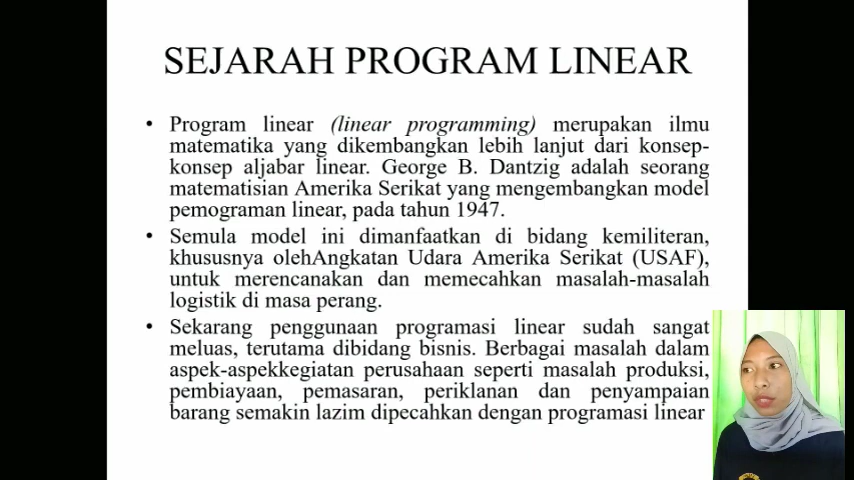 SEJARAH PROGRAM LINEAR
• Program linear (linear programming) merupakan ilmu
matematika yang dikembangkan lebih lanjut dari konsep-
konsep aljabar linear. George B. Dantzig adalah seorang
matematisian Amerika Serikat yang mengembangkan model
pemograman linear, pada tahun 1947.
• Semula model ini dimanfaatkan di bidang kemiliteran,
khususnya olehAngkatan Udara Amerika Serikat (USAF),
untuk merencanakan dan memecahkan masalah-masalah
logistik di masa perang.
• Sekarang penggunaan programasi linear sudah sangat
meluas, terutama dibidang bisnis. Berbagai masalah dalam
aspek-aspekkegiatan perusahaan seperti masalah produksi,
pembiayaan, pemasaran, periklanan dan penyampaian
barang semakin lazim dipecahkan dengan programasi linear